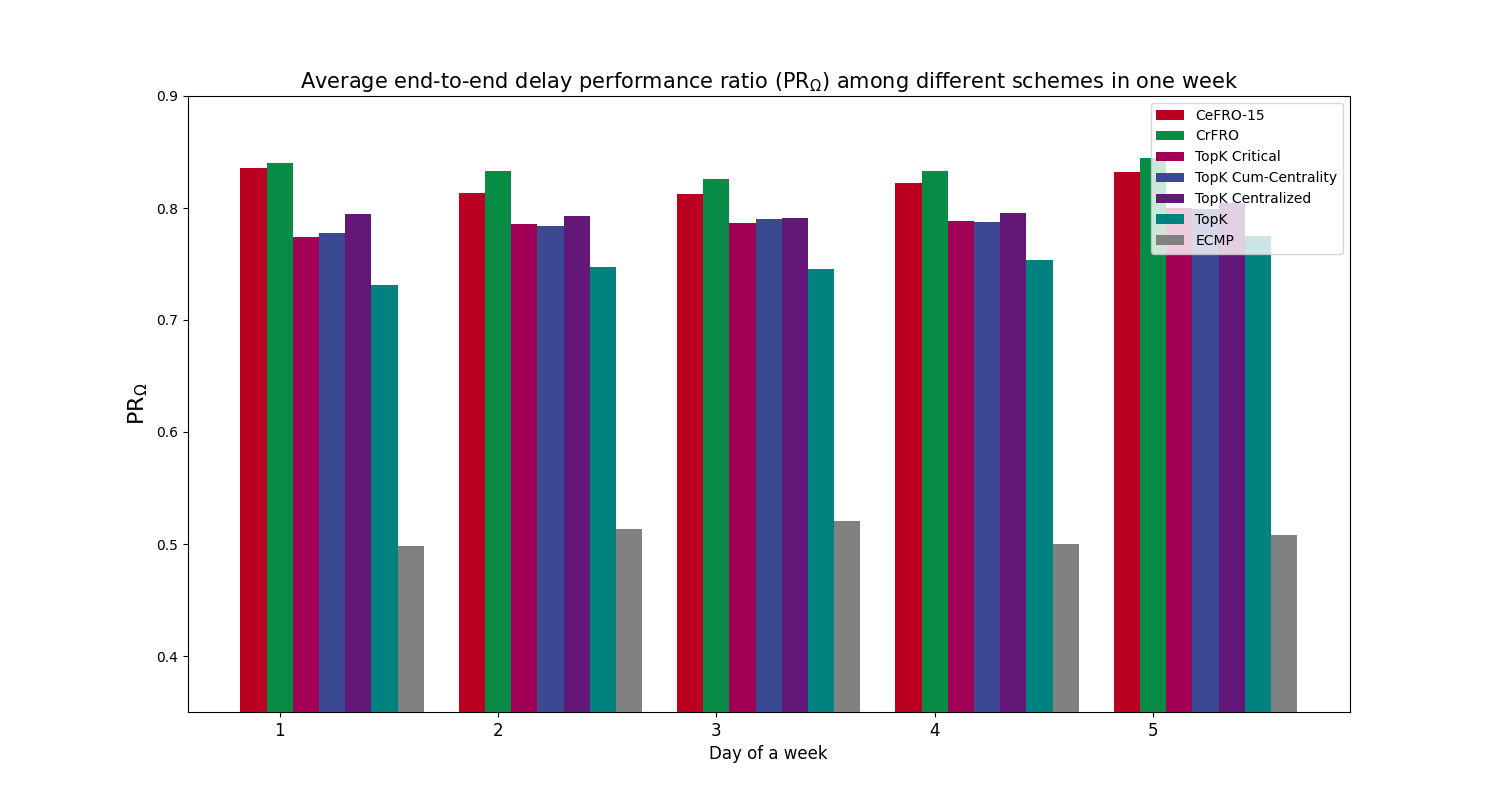 Average end-to-end delay performance ratio (PR_Ω) among different schemes in one week
0.9
0.8
0.7
0.6
0.5
0.4
PR_Ω
CeFRO-15
CrFRO
TopK Critical
TopK Cum-Centrality
TopK Centralized
TopK
ECMP
1 2 3 4 5
Day of a week